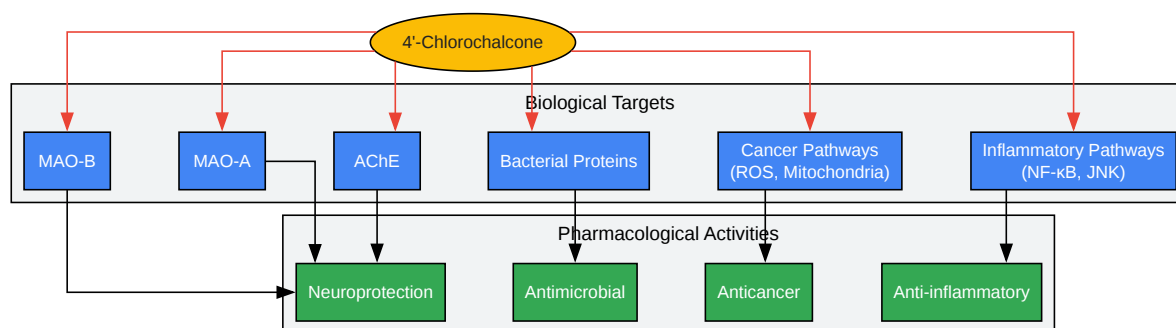 4'-Chlorochalcone
Biological Targets
MAO-B
MAO-A
AChE
Bacterial Proteins
Cancer Pathways
(ROS, Mitochondria)
Inflammatory Pathways
(NF-κB, JNK)
Pharmacological Activities
Neuroprotection
Antimicrobial
Anticancer
Anti-inflammatory